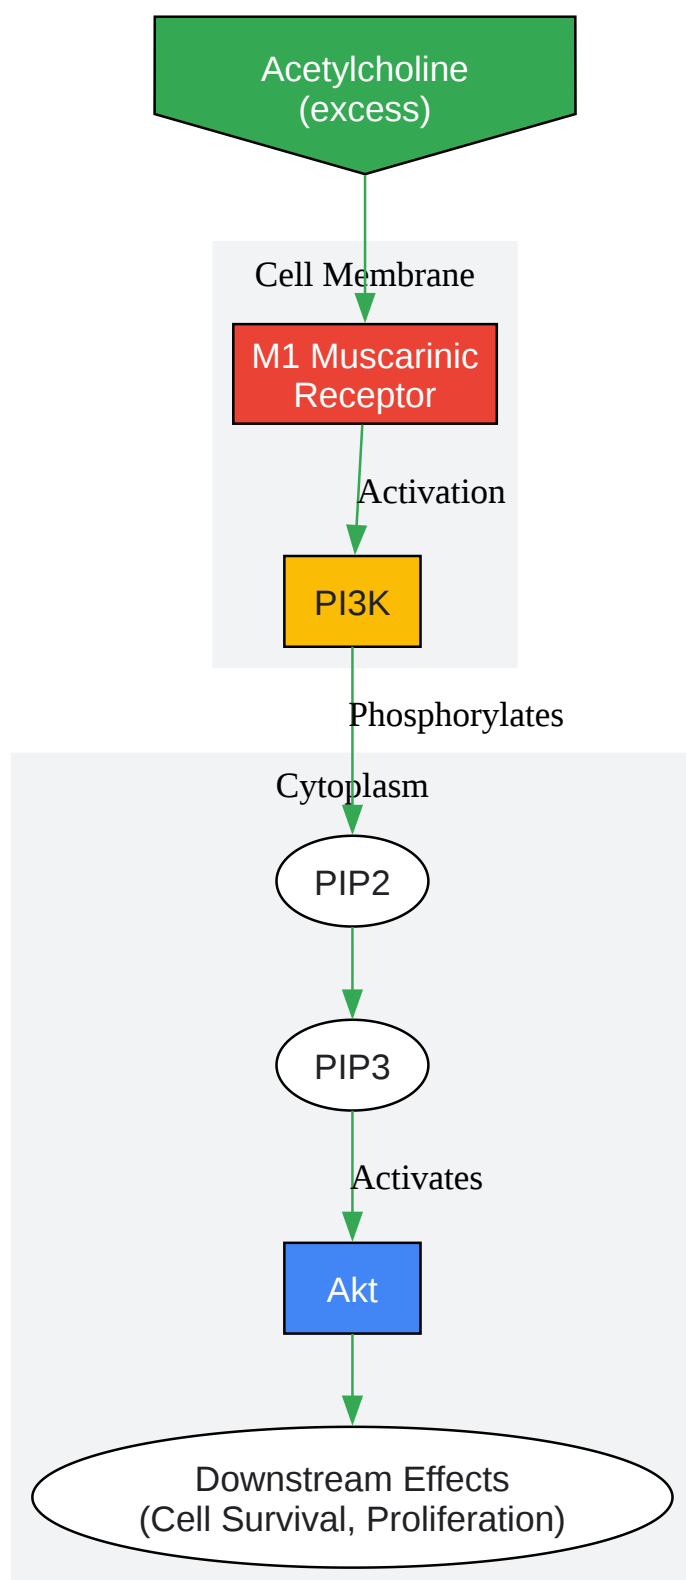 Acetylcholine
(excess)
Cell Membrane
M1 Muscarinic
Receptor
Activation
PI3K
Phosphorylates
Cytoplasm
PIP2
PIP3
Activates
Akt
Downstream Effects
(Cell Survival, Proliferation)